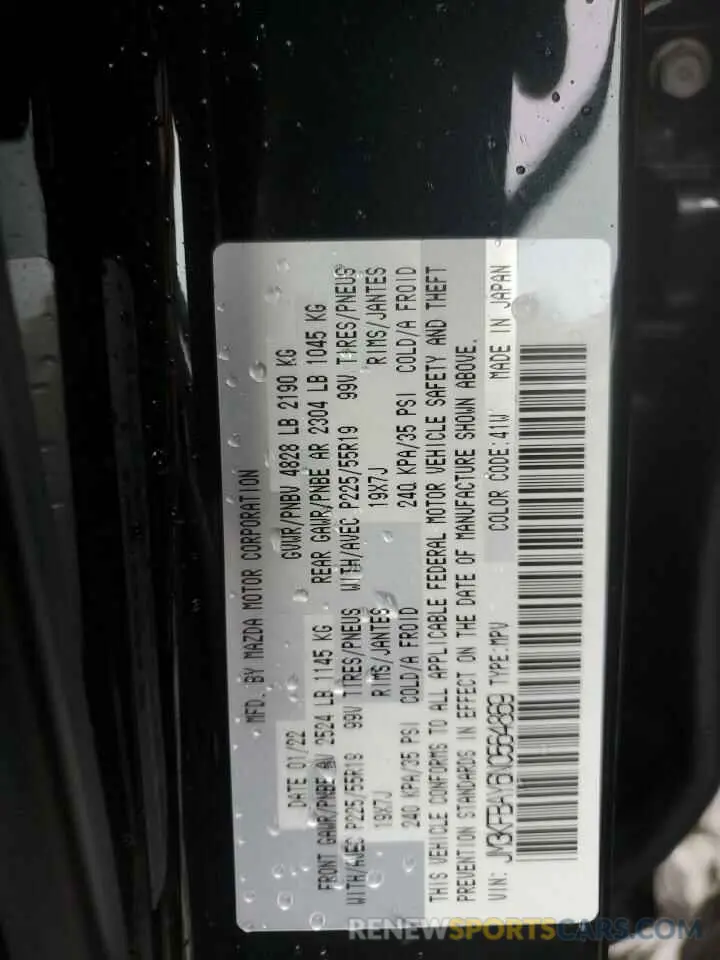 MFD. BY MAZDA MOTOR CORPORATION
DATE 01/22 GVWR/PNBV 4828 LB 2190 KG
FRONT GAWR/PNBE AV 2524 LB 1145 KG REAR GAWR/PNBE AR 2304 LB 1045 KG
WITH/AVEC P225/55R19 99V TIRES/PNEUS WITH/AVEC P225/55R19 99V TIRES/PNEUS
19X7J RIMS/JANTES 19X7J RIMS/JANTES
240 KPA/35 PSI COLD/A FROID 240 KPA/35 PSI COLD/A FROID
THIS VEHICLE CONFORMS TO ALL APPLICABLE FEDERAL MOTOR VEHICLE SAFETY AND THEFT
PREVENTION STANDARDS IN EFFECT ON THE DATE OF MANUFACTURE SHOWN ABOVE.
VIN: JM3KFBAY6N0564869 TYPE:MPV COLOR CODE:41W MADE IN JAPAN
RENEWSPORTSCARS.COM